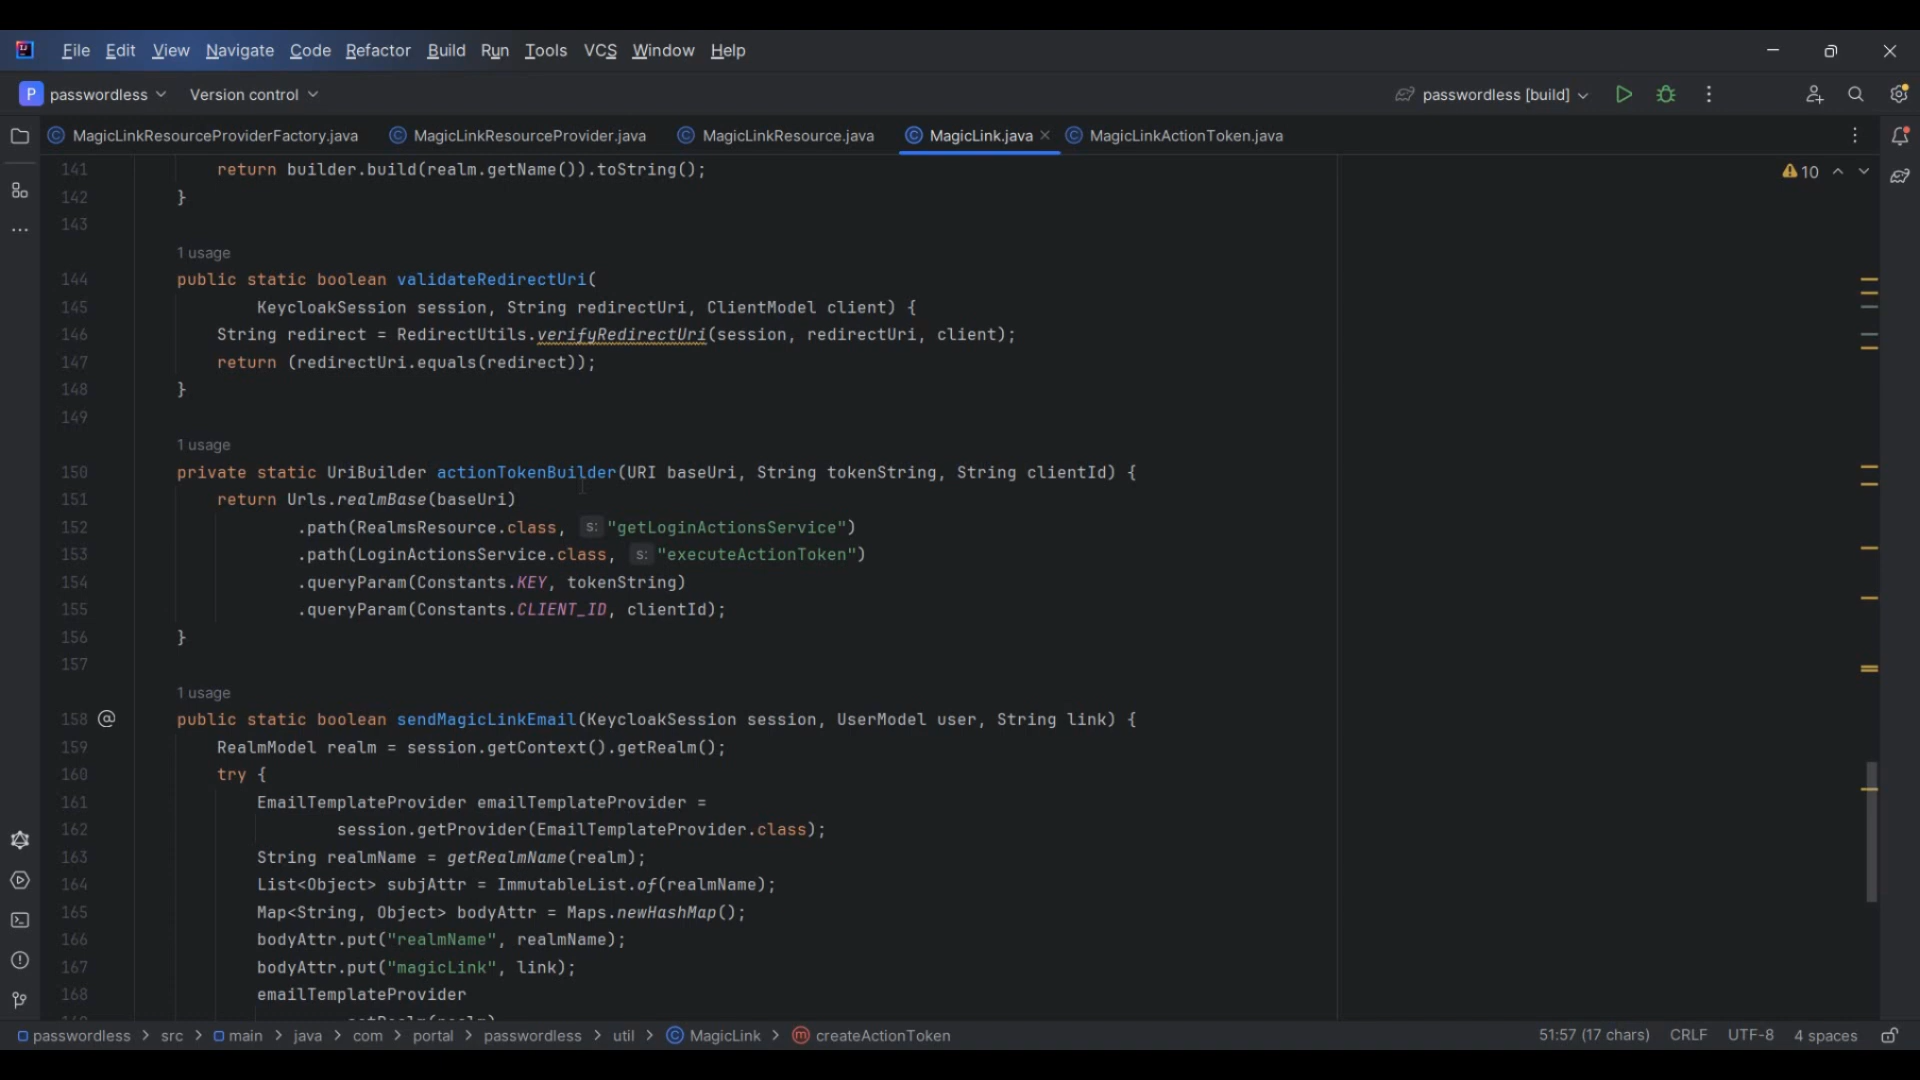 File Edit View Navigate Code Refactor Build Run Tools VCS Window Help
P passwordless Version control passwordless [build]
MagicLinkResourceProviderFactory.java MagicLinkResourceProvider.java MagicLinkResource.java MagicLink.java MagicLinkActionToken.java
10
141 return builder.build(realm.getName()).toString();
142 }
143
1 usage
144 public static boolean validateRedirectUri(
145 KeycloakSession session, String redirectUri, ClientModel client) {
146 String redirect = RedirectUtils.verifyRedirectUri(session, redirectUri, client);
147 return (redirectUri.equals(redirect));
148 }
149
1 usage
150 private static UriBuilder actionTokenBuilder(URI baseUri, String tokenString, String clientId) {
151 return Urls.realmBase(baseUri)
152 .path(RealmsResource.class, s: "getLoginActionsService")
153 .path(LoginActionsService.class, s: "executeActionToken")
154 .queryParam(Constants.KEY, tokenString)
155 .queryParam(Constants.CLIENT_ID, clientId);
156 }
157
1 usage
158 @ public static boolean sendMagicLinkEmail(KeycloakSession session, UserModel user, String link) {
159 RealmModel realm = session.getContext().getRealm();
160 try {
161 EmailTemplateProvider emailTemplateProvider =
162 session.getProvider(EmailTemplateProvider.class);
163 String realmName = getRealmName(realm);
164 List<Object> subjAttr = ImmutableList.of(realmName);
165 Map<String, Object> bodyAttr = Maps.newHashMap();
166 bodyAttr.put("realmName", realmName);
167 bodyAttr.put("magicLink", link);
168 emailTemplateProvider
passwordless > src > main > java > com > portal > passwordless > util > MagicLink > createActionToken 51:57 (17 chars) CRLF UTF-8 4 spaces